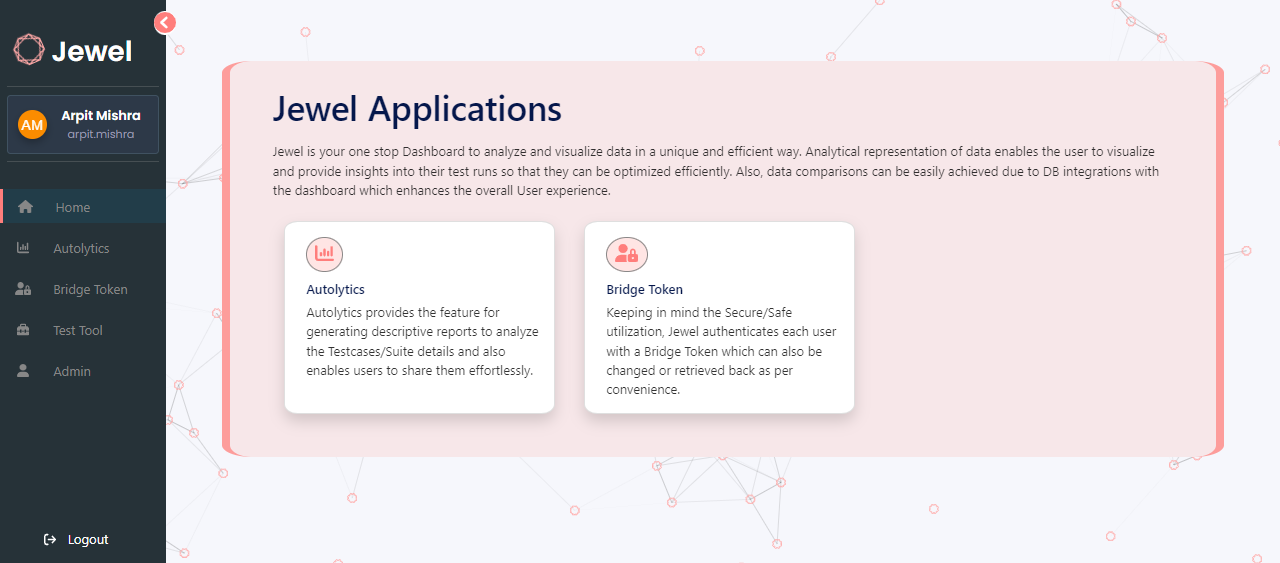 Jewel
AM
Arpit Mishra
arpit.mishra
Home
Autolytics
Bridge Token
Test Tool
Admin
Logout
Jewel Applications
Jewel is your one stop Dashboard to analyze and visualize data in a unique and efficient way. Analytical representation of data enables the user to visualize
and provide insights into their test runs so that they can be optimized efficiently. Also, data comparisons can be easily achieved due to DB integrations with
the dashboard which enhances the overall User experience.
Autolytics
Autolytics provides the feature for
generating descriptive reports to analyze
the Testcases/Suite details and also
enables users to share them effortlessly.
Bridge Token
Keeping in mind the Secure/Safe
utilization, Jewel authenticates each user
with a Bridge Token which can also be
changed or retrieved back as per
convenience.